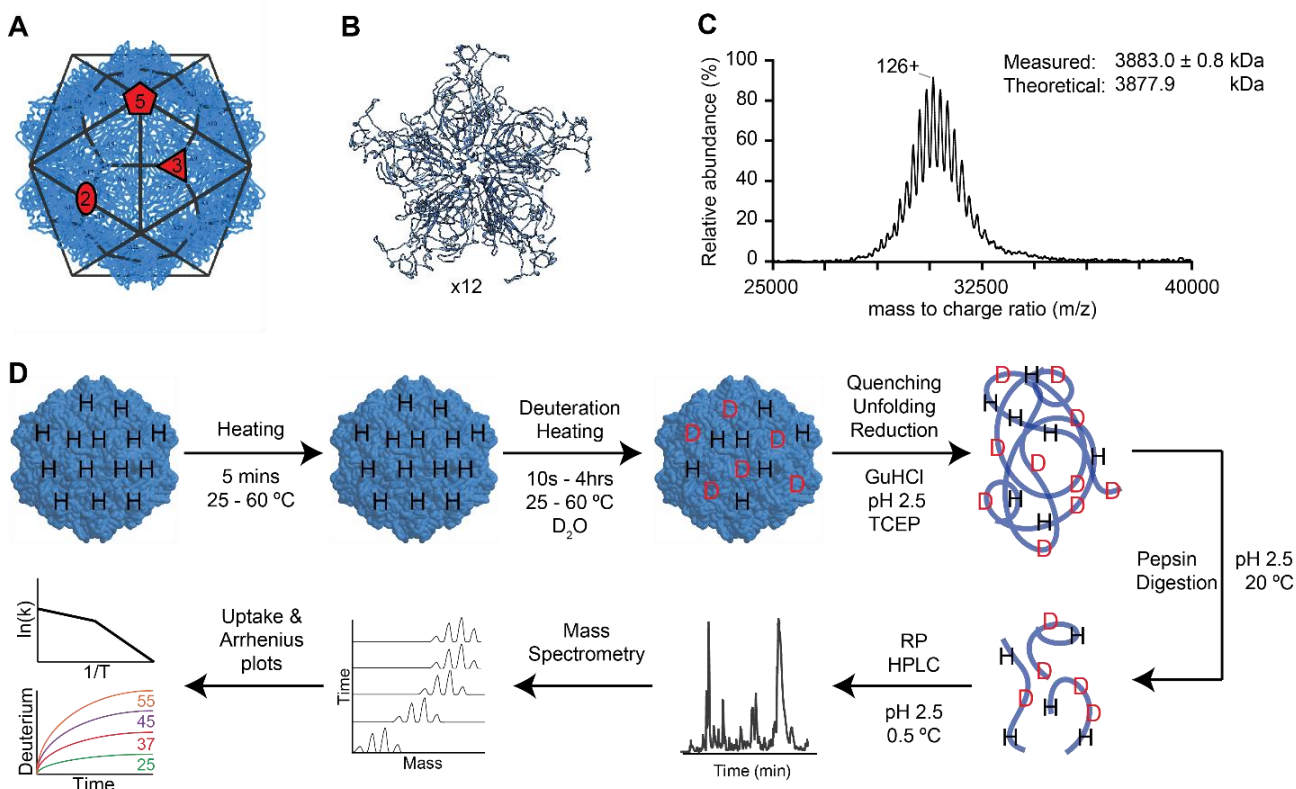 A
5
3
2
B
x12
C
Relative abundance (%)
100
80
60
40
20
0
126+
Measured: 3883.0 ± 0.8 kDa
Theoretical: 3877.9 kDa
25000 32500 40000
mass to charge ratio (m/z)
D
H H
H H
H H H
H H H H
H H H
Heating
5 mins
25 - 60 ºC
H H
H H
H H H
H H H H
H H H
Deuteration
Heating
10s - 4hrs
25 - 60 ºC
D₂O
D H
D H
H H D
H D H
D D
H
Quenching
Unfolding
Reduction
GuHCl
pH 2.5
TCEP
D H D
H H D
H
D H
D
D
H D
D H D
H
D
Pepsin
Digestion
pH 2.5
20 ºC
D
H
H
D D
D D
H
H H
RP
HPLC
pH 2.5
0.5 ºC
Time (min)
Mass
Spectrometry
Time
Mass
Uptake &
Arrhenius
plots
ln(k)
1/T
Deuterium
55
45
37
25
Time